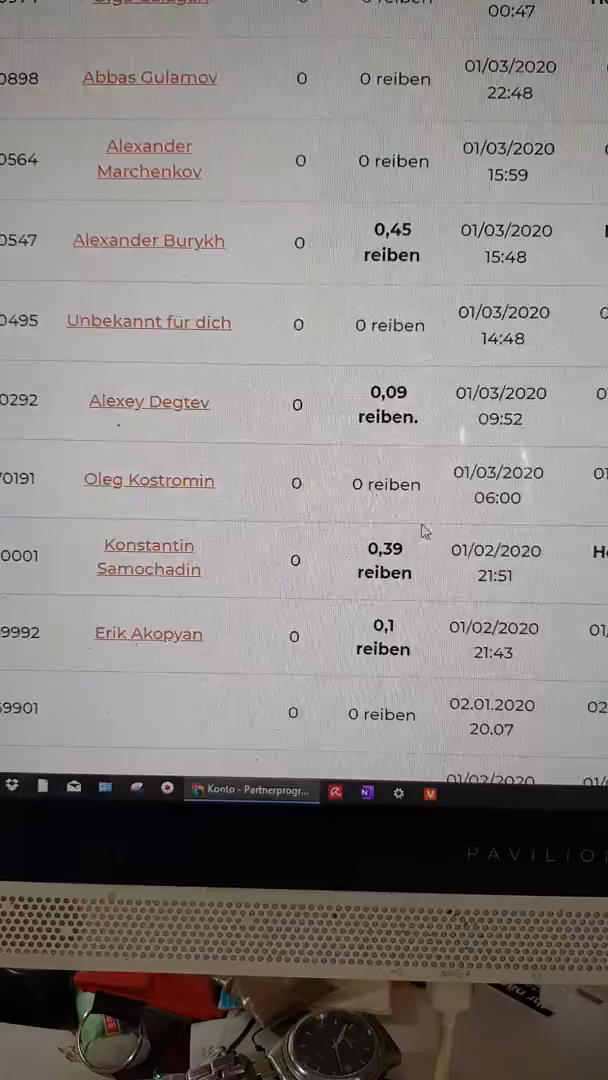 00:47
0898 Abbas Gulamov 0 0 reiben 01/03/2020
22:48
0564 Alexander
Marchenkov 0 0 reiben 01/03/2020
15:59
0547 Alexander Burykh 0 0,45
reiben 01/03/2020
15:48
0495 Unbekannt für dich 0 0 reiben 01/03/2020
14:48
0292 Alexey Degtev 0 0,09
reiben. 01/03/2020
09:52
70191 Oleg Kostromin 0 0 reiben 01/03/2020
06:00
0001 Konstantin
Samochadin 0 0,39
reiben 01/02/2020
21:51
9992 Erik Akopyan 0 0,1
reiben 01/02/2020
21:43
59901 0 0 reiben 02.01.2020
20.07
01/02/2020
Konto - Partnerprogr...
PAVILIO